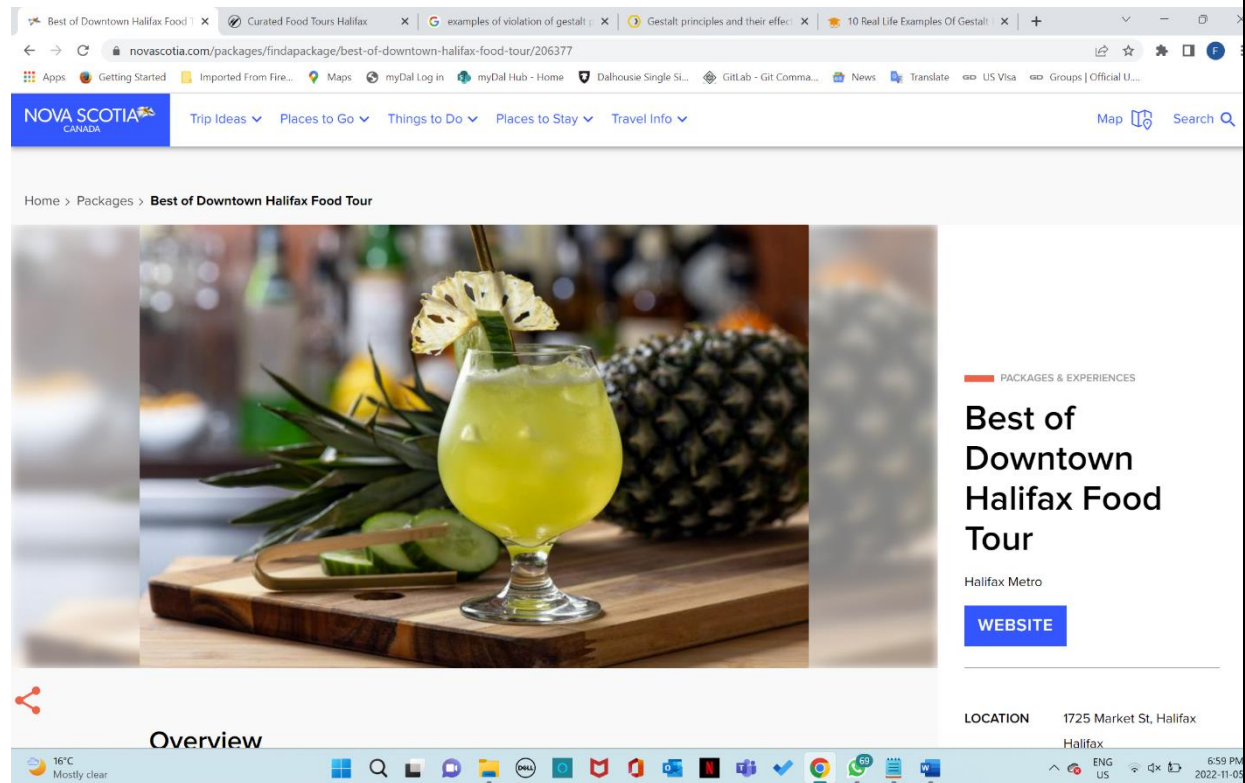 Best of Downtown Halifax Food T
Curated Food Tours Halifax
examples of violation of gestalt p
Gestalt principles and their effec
10 Real Life Examples Of Gestalt
novascotia.com/packages/findapackage/best-of-downtown-halifax-food-tour/206377
F
Apps
Getting Started
Imported From Fire...
Maps
myDal Log in
myDal Hub - Home
Dalhousie Single Si...
GitLab - Git Comma...
News
Translate
GD US Visa
GD Groups | Official U...
NOVA SCOTIA
CANADA
Trip Ideas
Places to Go
Things to Do
Places to Stay
Travel Info
Map
Search
Home > Packages > Best of Downtown Halifax Food Tour
PACKAGES & EXPERIENCES
Best of
Downtown
Halifax Food
Tour
Halifax Metro
WEBSITE
LOCATION 1725 Market St, Halifax
Halifax
Overview
16°C
Mostly clear
DELL
69
ENG
US
6:59 PM
2022-11-05